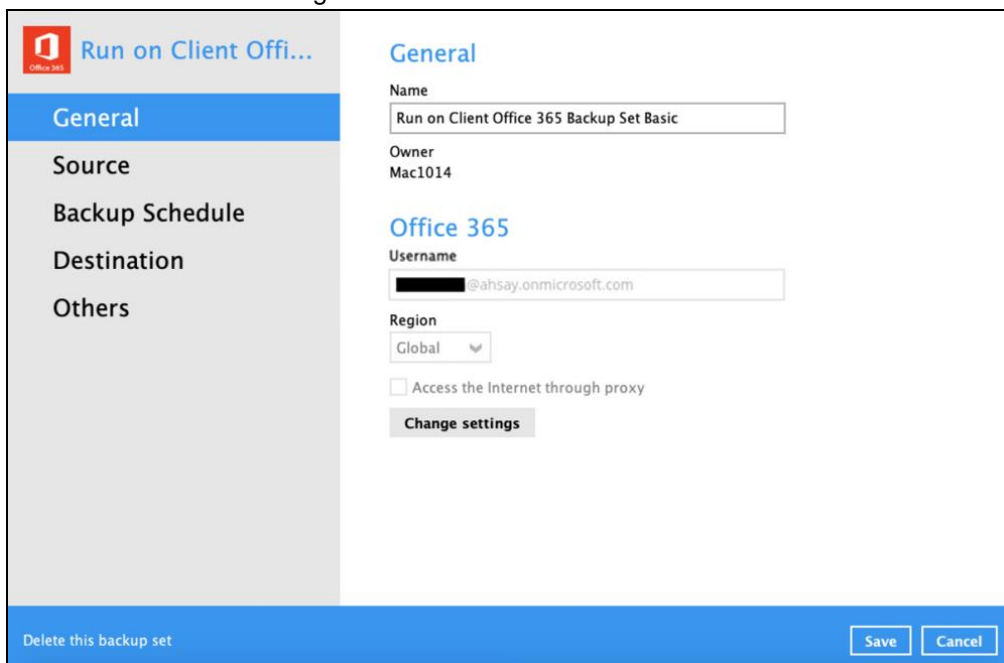 Office 365
Run on Client Offi...
General
Source
Backup Schedule
Destination
Others
General
Name
Run on Client Office 365 Backup Set Basic
Owner
Mac1014
Office 365
Username
@ahsay.onmicrosoft.com
Region
Global
Access the Internet through proxy
Change settings
Delete this backup set
Save
Cancel